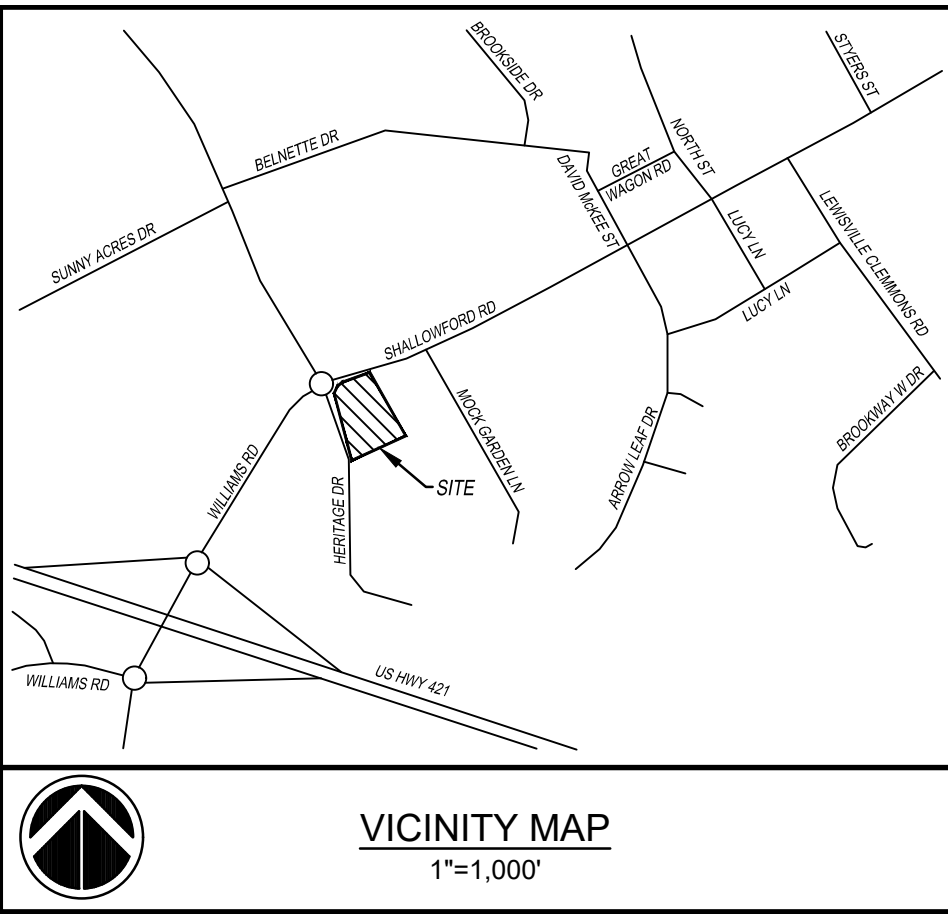 BROOKSIDE DR
STYERS ST
BELNETTE DR
NORTH ST
GREAT
WAGON RD
DAVID McKEE ST
SUNNY ACRES DR
LUCY LN
LEWISVILLE CLEMMONS RD
LUCY LN
SHALLOWFORD RD
MOCK GARDEN LN
BROOKWAY W DR
ARROW LEAF DR
WILLIAMS RD
SITE
HERITAGE DR
US HWY 421
WILLIAMS RD
VICINITY MAP
1"=1,000'